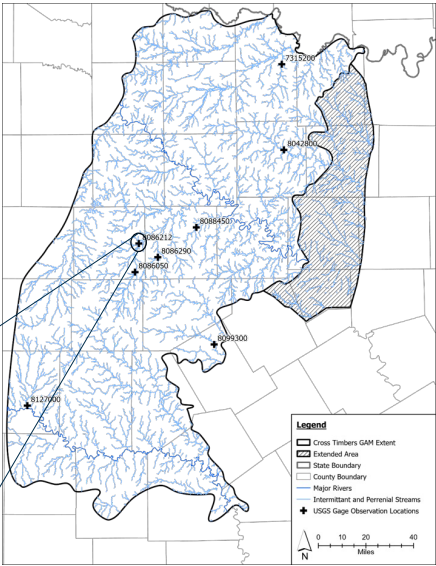 7315200
8042800
8088450
8086212
8086290
8086050
8099300
8127000
Legend
Cross Timbers GAM Extent
Extended Area
State Boundary
County Boundary
Major Rivers
Intermittant and Perrenial Streams
USGS Gage Observation Locations
N
0 10 20 40
Miles